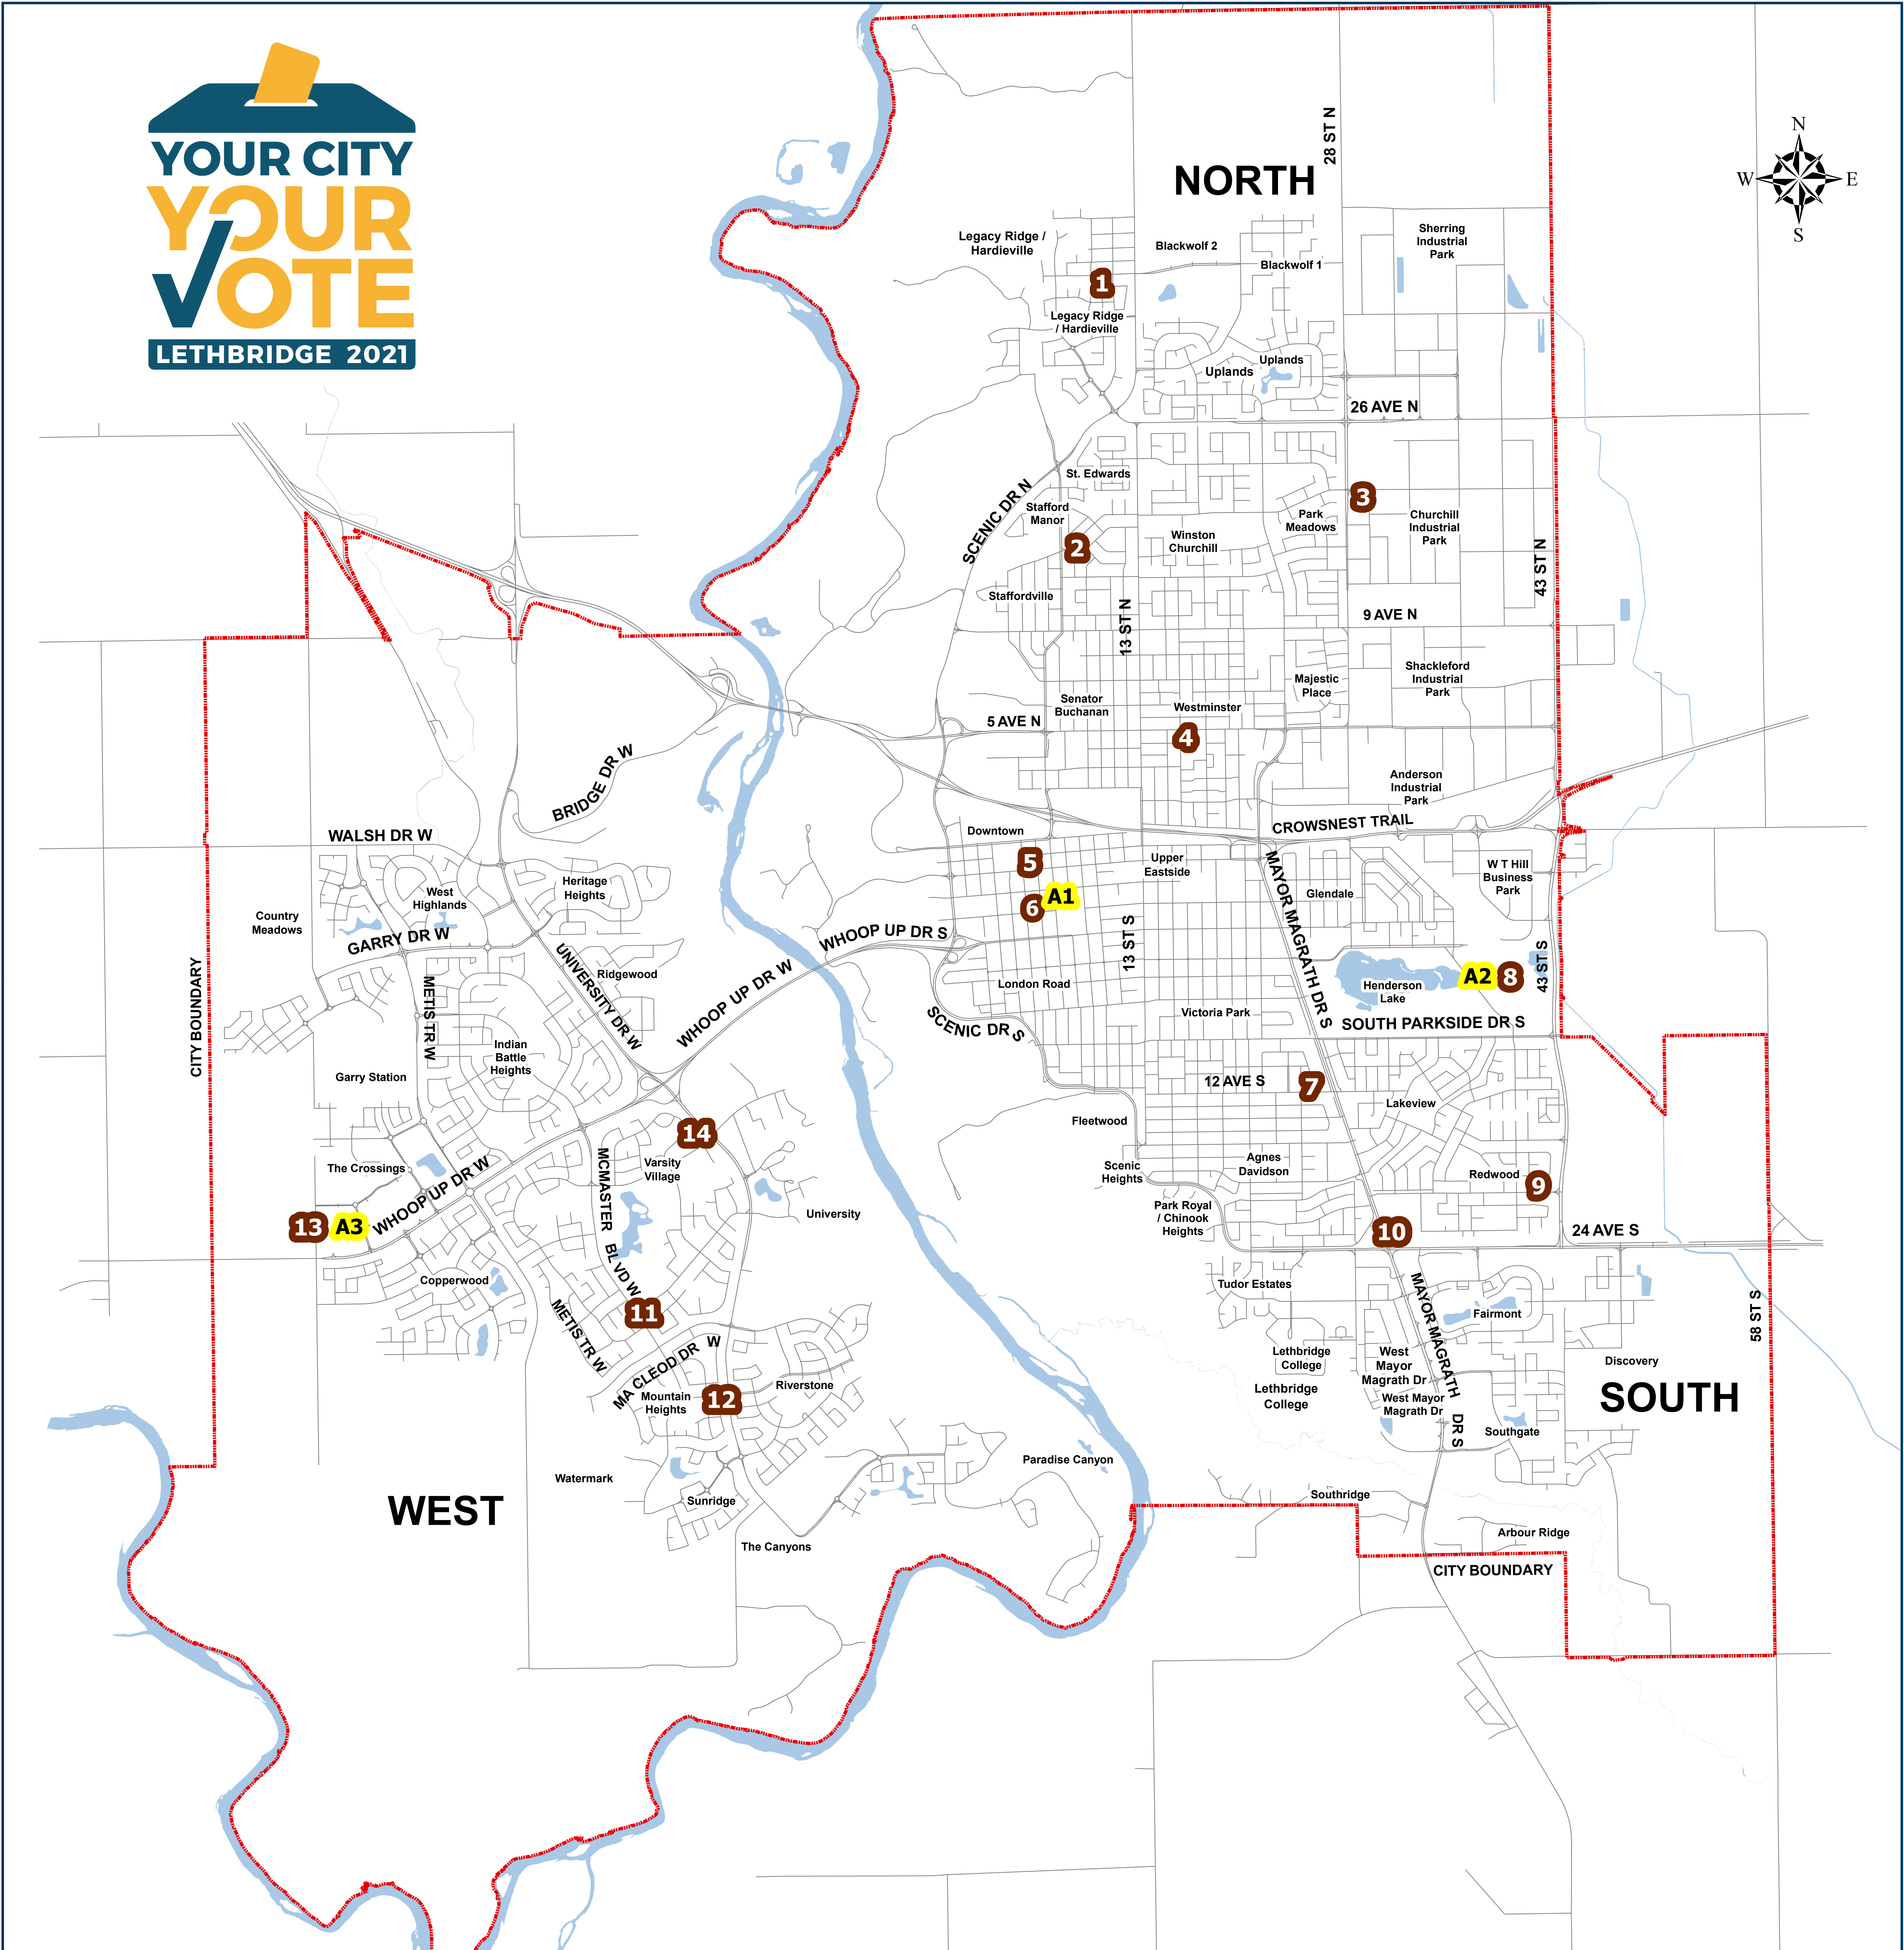 YOUR CITY
YOUR
VOTE
LETHBRIDGE 2021
N
W
E
S
NORTH
28 ST N
Legacy Ridge /
Hardieville
Blackwolf 2
Blackwolf 1
Sherring
Industrial
Park
1
Legacy Ridge
/ Hardieville
Uplands
Uplands
26 AVE N
SCENIC DR N
St. Edwards
Stafford
Manor
2
Winston
Churchill
Park
Meadows
3
Churchill
Industrial
Park
43 ST N
Staffordville
13 ST N
9 AVE N
Senator
Buchanan
Westminster
Majestic
Place
Shackleford
Industrial
Park
5 AVE N
4
Anderson
Industrial
Park
CROWSNEST TRAIL
BRIDGE DR W
WALSH DR W
Downtown
5
Upper
Eastside
MAYOR MAGRATH DR S
Glendale
W T Hill
Business
Park
West
Highlands
Heritage
Heights
Country
Meadows
6
A1
GARRY DR W
UNIVERSITY DR W
Ridgewood
WHOOP UP DR W
WHOOP UP DR S
13 ST S
43 ST S
CITY BOUNDARY
METIS TR W
London Road
Henderson
Lake
A2
8
SCENIC DR S
Victoria Park
SOUTH PARKSIDE DR S
Indian
Battle
Heights
Garry Station
12 AVE S
7
Lakeview
Fleetwood
14
The Crossings
MCMASTER BLVD W
Varsity
Village
Scenic
Heights
Agnes
Davidson
Redwood
9
13
A3
WHOOP UP DR W
University
Park Royal
/ Chinook
Heights
10
24 AVE S
Copperwood
Tudor Estates
MAYOR MAGRATH DR S
Fairmont
58 ST S
METIS TR W
11
MACLEOD DR W
Lethbridge
College
West
Mayor
Magrath Dr
Discovery
SOUTH
Mountain
Heights
12
Riverstone
Lethbridge
College
West Mayor
Magrath Dr
Southgate
Paradise Canyon
Watermark
WEST
Sunridge
Southridge
The Canyons
Arbour Ridge
CITY BOUNDARY